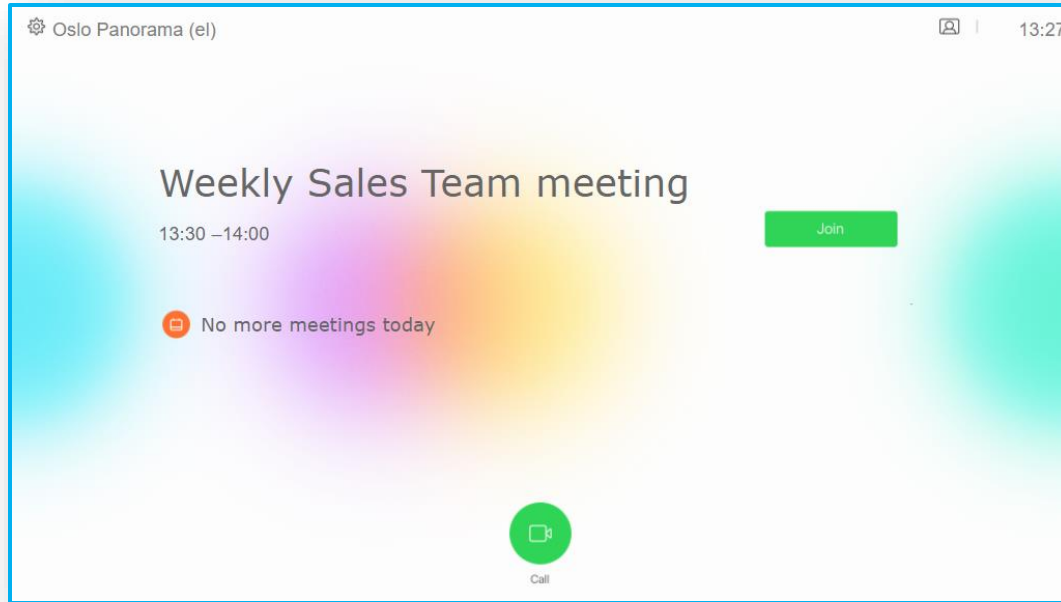 Oslo Panorama (el)
13:27
Weekly Sales Team meeting
13:30 –14:00
Join
No more meetings today
Call